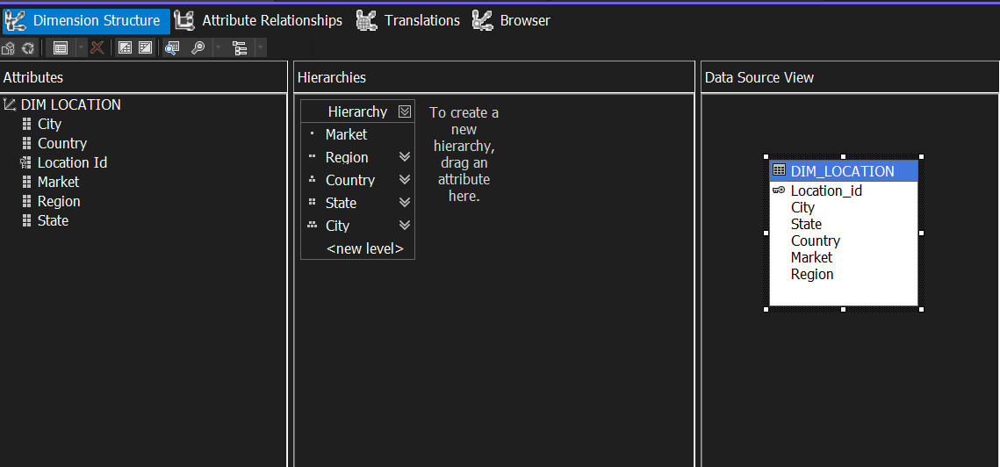 Dimension Structure Attribute Relationships Translations Browser
Attributes
DIM LOCATION
City
Country
Location Id
Market
Region
State
Hierarchies
Hierarchy
Market
Region
Country
State
City
<new level>
To create a
new
hierarchy,
drag an
attribute
here.
Data Source View
DIM_LOCATION
Location_id
City
State
Country
Market
Region